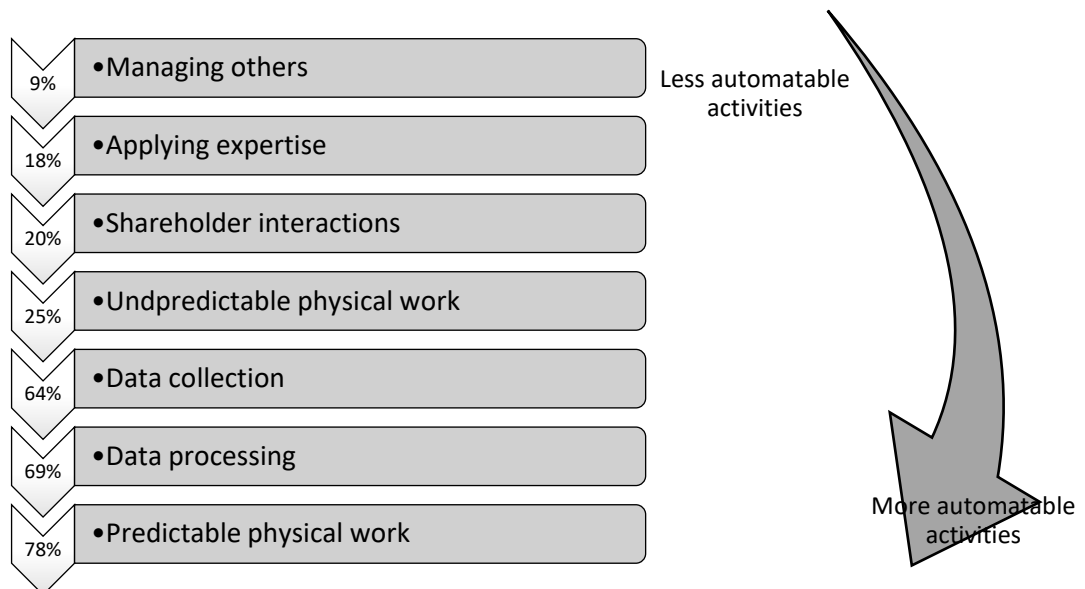 9%
•Managing others
Less automatable
activities
18%
•Applying expertise
20%
•Shareholder interactions
25%
•Undpredictable physical work
64%
•Data collection
69%
•Data processing
More automatable
activities
78%
•Predictable physical work